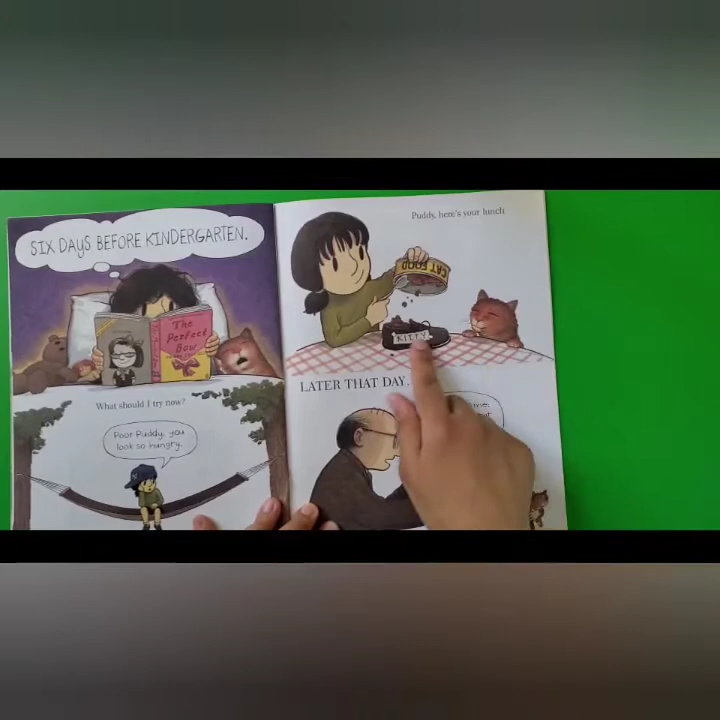 SIX DAYS BEFORE KINDERGARTEN.
The
Perfect
Bow
What should I try now?
Poor Puddy, you
look so hungry.
Puddy, here's your lunch
CAT FOOD
KITTY
LATER THAT DAY.